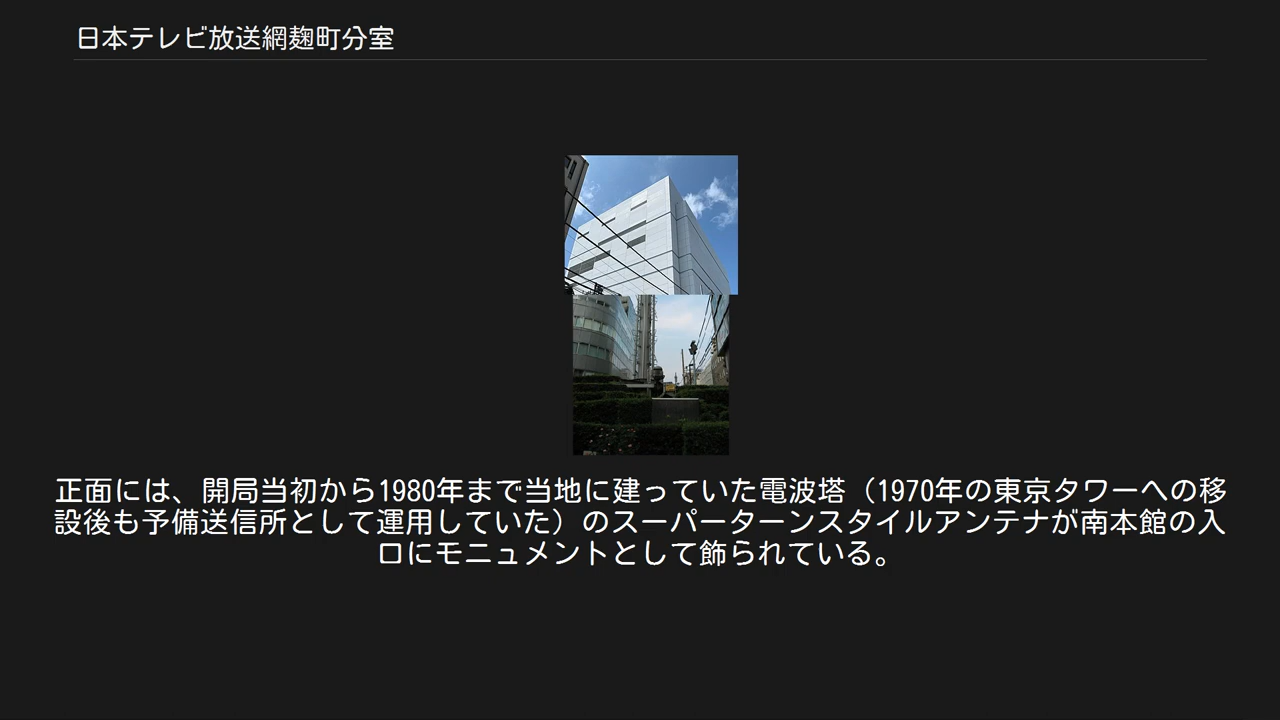 日本テレビ放送網麹町分室
正面には、開局当初から1980年まで当地に建っていた電波塔（1970年の東京タワーへの移
設後も予備送信所として運用していた）のスーパーターンスタイルアンテナが南本館の入
口にモニュメントとして飾られている。